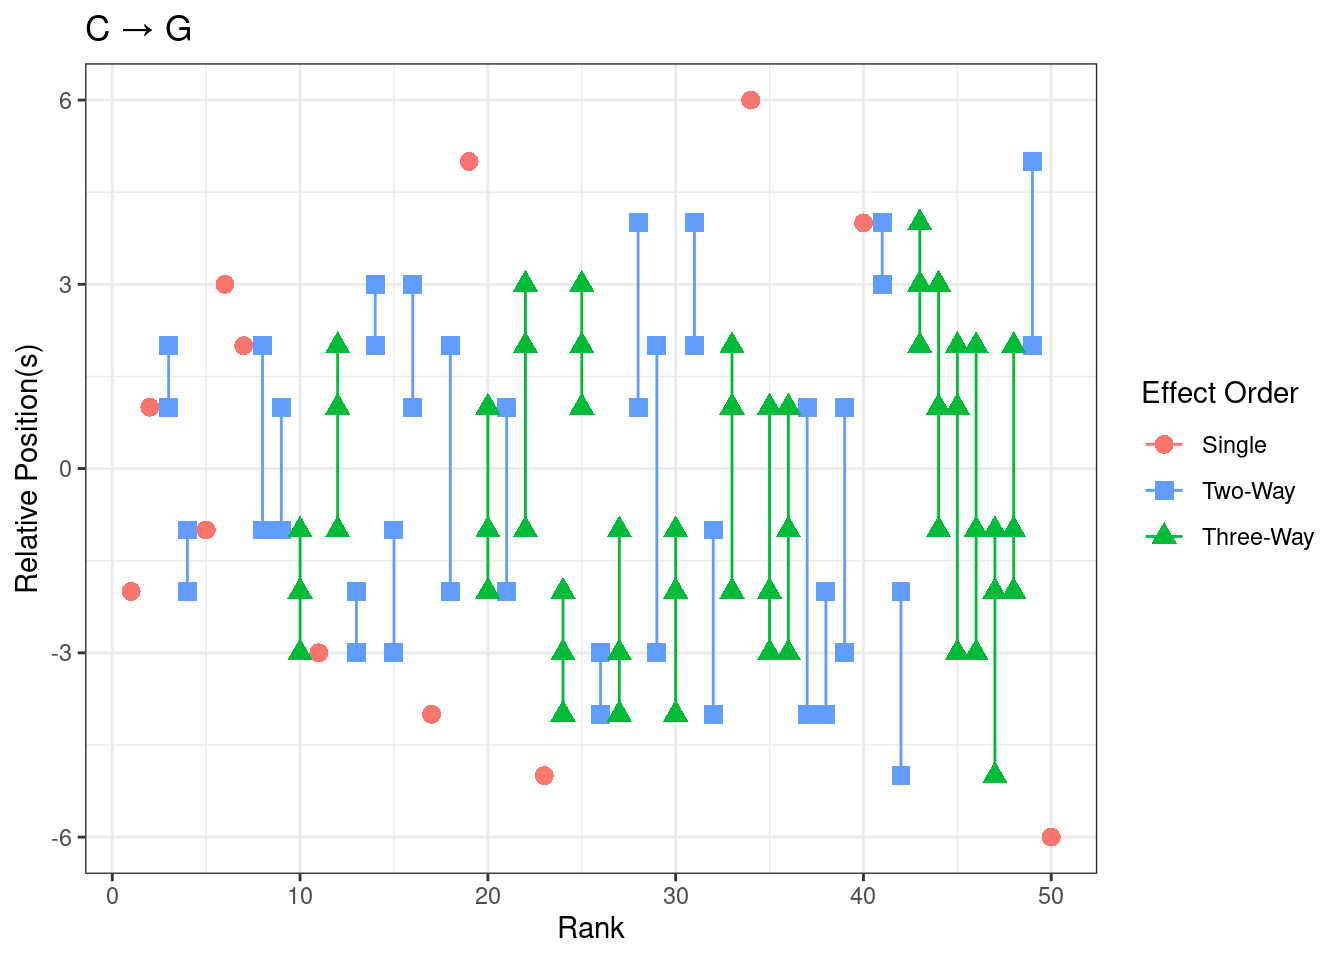 C → G
6
3
0
-3
-6
Relative Position(s)
0 10 20 30 40 50
Rank
Effect Order
Single
Two-Way
Three-Way